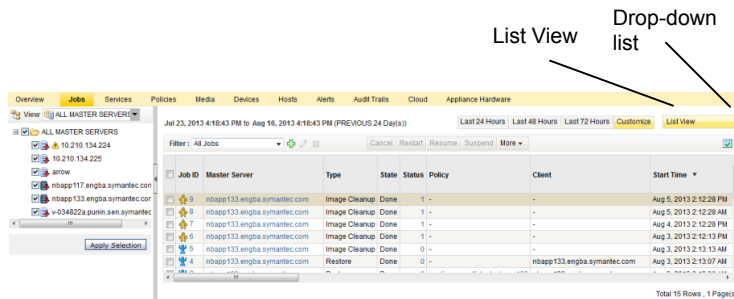 Drop-down
list
List View
Overview Jobs Services Policies Media Devices Hosts Alerts Audit Trails Cloud Appliance Hardware
View ALL MASTER SERVERS
Jul 23, 2013 4:18:43 PM to Aug 16, 2013 4:18:43 PM (PREVIOUS 24 Day(s)) Last 24 Hours Last 48 Hours Last 72 Hours Customize List View
ALL MASTER SERVERS
10.210.134.224
10.210.134.225
arrow
nbapp117.engba.symantec.con
nbapp133.engba.symantec.con
v-034822a.punin.sen.symantec
Apply Selection
Filter : All Jobs Cancel Restart Resume Suspend More
Job ID Master Server Type State Status Policy Client Start Time
9 nbapp133.engba.symantec.com Image Cleanup Done 1 - - Aug 5, 2013 2:12:28 PM
8 nbapp133.engba.symantec.com Image Cleanup Done 1 - - Aug 5, 2013 2:12:28 AM
7 nbapp133.engba.symantec.com Image Cleanup Done 1 - - Aug 4, 2013 2:12:28 PM
6 nbapp133.engba.symantec.com Image Cleanup Done 1 - - Aug 3, 2013 2:12:13 PM
5 nbapp133.engba.symantec.com Image Cleanup Done 0 - - Aug 3, 2013 2:13:13 AM
4 nbapp133.engba.symantec.com Restore Done 0 - nbapp133.engba.symantec.com Aug 3, 2013 2:13:07 AM
Total 15 Rows , 1 Page(s